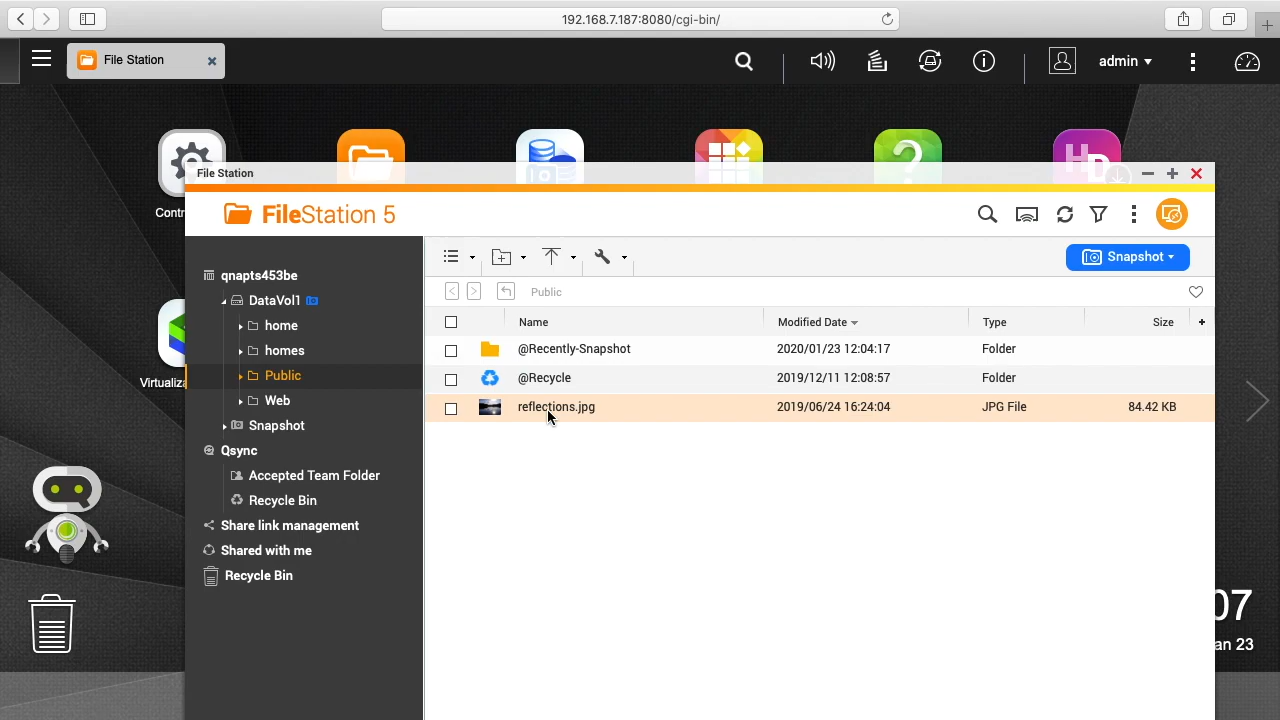 192.168.7.187:8080/cgi-bin/
File Station
admin
Contr
File Station
FileStation 5
Snapshot
qnapts453be
DataVol1
home
homes
Public
Web
Snapshot
Qsync
Accepted Team Folder
Recycle Bin
Share link management
Shared with me
Recycle Bin
Public
Name Modified Date Type Size
@Recently-Snapshot 2020/01/23 12:04:17 Folder
@Recycle 2019/12/11 12:08:57 Folder
reflections.jpg 2019/06/24 16:24:04 JPG File 84.42 KB
Virtualiza
HD
07
an 23